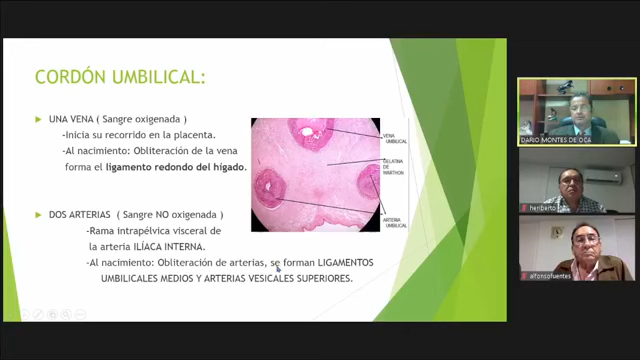 CORDÓN UMBILICAL:
UNA VENA ( Sangre oxigenada )
-Inicia su recorrido en la placenta.
-Al nacimiento: Obliteración de la vena
forma el ligamento redondo del hígado.
DOS ARTERIAS ( Sangre NO oxigenada )
-Rama intrapélvica visceral de
la arteria ILÍACA INTERNA.
-Al nacimiento: Obliteración de arterias, se forman LIGAMENTOS
UMBILICALES MEDIOS Y ARTERIAS VESICALES SUPERIORES.
VENA
UMBILICAL
GELATINA
DE
WARTHON
ARTERIA
UMBILICAL
DARIO MONTES DE OCA
heriberto
alfonsofuentes